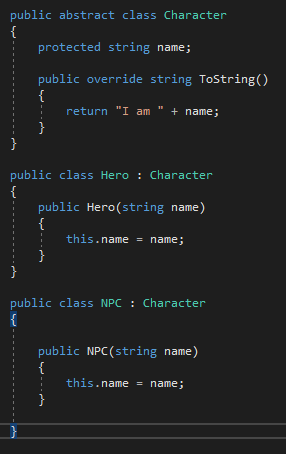 public abstract class Character
{
    protected string name;

    public override string ToString()
    {
        return "I am " + name;
    }
}

public class Hero : Character
{
    public Hero(string name)
    {
        this.name = name;
    }
}

public class NPC : Character
{

    public NPC(string name)
    {
        this.name = name;
    }

}